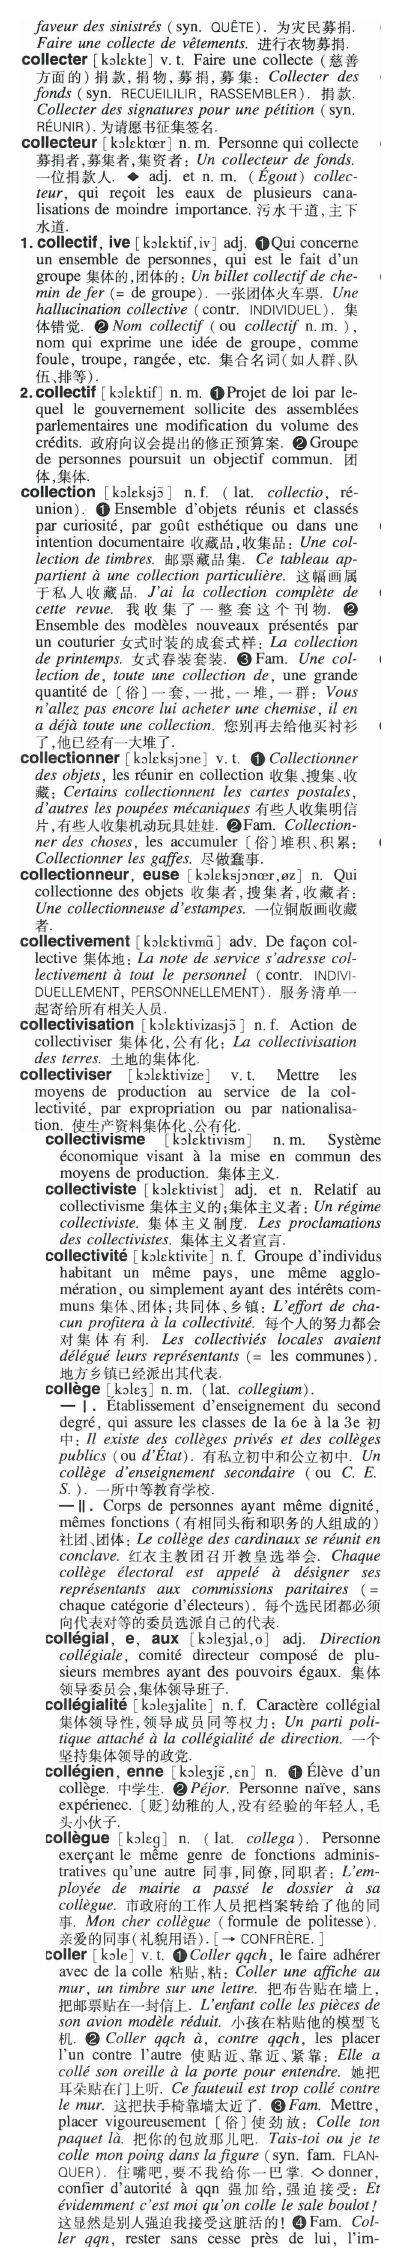 faveur des sinistrés (syn. QUÊTE). 为灾民募捐.
Faire une collecte de vêtements. 进行衣物募捐.
collecter [kɔlɛkte] v. t. Faire une collecte (慈善
方面的) 捐款, 捐物, 募捐, 募集: Collecter des
fonds (syn. RECUEILILIR, RASSEMBLER). 捐款.
Collecter des signatures pour une pétition (syn.
RÉUNIR). 为请愿书征集签名.
collecteur [kɔlɛktœr] n. m. Personne qui collecte
募捐者, 募集者, 集资者: Un collecteur de fonds.
一位捐款人. ◆ adj. et n. m. (Égout) collec-
teur, qui reçoit les eaux de plusieurs cana-
lisations de moindre importance. 污水干道, 主下
水道.
1. collectif, ive [kɔlɛktif, iv] adj. ❶Qui concerne
un ensemble de personnes, qui est le fait d'un
groupe 集体的, 团体的: Un billet collectif de che-
min de fer (= de groupe). 一张团体火车票. Une
hallucination collective (contr. INDIVIDUEL). 集
体错觉. ❷ Nom collectif (ou collectif n. m.),
nom qui exprime une idée de groupe, comme
foule, troupe, rangée, etc. 集合名词(如人群、队
伍、排等).
2. collectif [kɔlɛktif] n. m. ❶Projet de loi par le-
quel le gouvernement sollicite des assemblées
parlementaires une modification du volume des
crédits. 政府向议会提出的修正预算案. ❷Groupe
de personnes poursuit un objectif commun. 团
体, 集体.
collection [kɔlɛksjɔ̃] n. f. (lat. collectio, ré-
union). ❶ Ensemble d'objets réunis et classés
par curiosité, par goût esthétique ou dans une
intention documentaire 收藏品, 收集品: Une col-
lection de timbres. 邮票藏品集. Ce tableau ap-
partient à une collection particulière. 这幅画属
于私人收藏品. J'ai la collection complète de
cette revue. 我收集了一整套这个刊物. ❷
Ensemble des modèles nouveaux présentés par
un couturier 女式时装的成套式样: La collection
de printemps. 女式春装套装. ❸ Fam. Une col-
lection de, toute une collection de, une grande
quantité de〔俗〕一套, 一批, 一堆, 一群: Vous
n'allez pas encore lui acheter une chemise, il en
a déjà toute une collection. 您别再去给他买衬衫
了, 他已经有一大堆了.
collectionner [kɔlɛksjɔne] v. t. ❶ Collectionner
des objets, les réunir en collection 收集、搜集、收
藏: Certains collectionnent les cartes postales,
d'autres les poupées mécaniques 有些人收集明信
片, 有些人收集机动玩具娃娃. ❷Fam. Collection-
ner des choses, les accumuler〔俗〕堆积、积累:
Collectionner les gaffes. 尽做蠢事.
collectionneur, euse [kɔlɛksjɔnœr, øz] n. Qui
collectionne des objets 收集者, 搜集者, 收藏者:
Une collectionneuse d'estampes. 一位铜版画收藏
者.
collectivement [kɔlɛktivmɑ̃] adv. De façon col-
lective 集体地: La note de service s'adresse col-
lectivement à tout le personnel (contr. INDIVI-
DUELLEMENT, PERSONNELLEMENT). 服务清单一
起寄给所有相关人员.
collectivisation [kɔlɛktivizasjɔ̃] n. f. Action de
collectiviser 集体化, 公有化: La collectivisation
des terres. 土地的集体化.
collectiviser [kɔlɛktivize] v. t. Mettre les
moyens de production au service de la col-
lectivité, par expropriation ou par nationalisa-
tion. 使生产资料集体化、公有化.
collectivisme [kɔlɛktivism] n. m. Système
économique visant à la mise en commun des
moyens de production. 集体主义.
collectiviste [kɔlɛktivist] adj. et n. Relatif au
collectivisme 集体主义的; 集体主义者: Un régime
collectiviste. 集体主义制度. Les proclamations
des collectivistes. 集体主义者宣言.
collectivité [kɔlɛktivite] n. f. Groupe d'individus
habitant un même pays, une même agglo-
mération, ou simplement ayant des intérêts com-
muns 集体、团体; 共同体、乡镇: L'effort de cha-
cun profitera à la collectivité. 每个人的努力都会
对集体有利. Les collectiviés locales avaient
délégué leurs représentants (= les communes).
地方乡镇已经派出其代表.
collège [kɔlɛʒ] n. m. (lat. collegium).
— I. Établissement d'enseignement du second
degré, qui assure les classes de la 6e à la 3e 初
中: Il existe des collèges privés et des collèges
publics (ou d'État). 有私立初中和公立初中. Un
collège d'enseignement secondaire (ou C. E.
S.). 一所中等教育学校.
— II. Corps de personnes ayant même dignité,
mêmes fonctions (有相同头衔和职务的人组成的)
社团、团体: Le collège des cardinaux se réunit en
conclave. 红衣主教团召开教皇选举会. Chaque
collège électoral est appelé à désigner ses
représentants aux commissions paritaires (=
chaque catégorie d'électeurs). 每个选民团都必须
向代表对等的委员选派自己的代表.
collégial, e, aux [kɔleʒjal, o] adj. Direction
collégiale, comité directeur composé de plu-
sieurs membres ayant des pouvoirs égaux. 集体
领导委员会, 集体领导班子.
collégialité [kɔleʒjalite] n. f. Caractère collégial
集体领导性, 领导成员同等权力: Un parti poli-
tique attaché à la collégialité de direction. 一个
坚持集体领导的政党.
collégien, enne [kɔleʒjɛ̃, ɛn] n. ❶ Élève d'un
collège. 中学生. ❷ Péjor. Personne naïve, sans
expérienec.〔贬〕幼稚的人, 没有经验的年轻人, 毛
头小伙子.
collègue [kɔlɛg] n. (lat. collega). Personne
exerçant le même genre de fonctions adminis-
tratives qu'une autre 同事, 同僚, 同职者: L'em-
ployée de mairie a passé le dossier à sa
collègue. 市政府的工作人员把档案转给了他的同
事. Mon cher collègue (formule de politesse).
亲爱的同事(礼貌用语). [→ CONFRÈRE.]
coller [kɔle] v. t. ❶Coller qqch, le faire adhérer
avec de la colle 粘贴, 粘: Coller une affiche au
mur, un timbre sur une lettre. 把布告贴在墙上,
把邮票贴在一封信上. L'enfant colle les pièces de
son avion modèle réduit. 小孩在粘贴他的模型飞
机. ❷ Coller qqch à, contre qqch, les placer
l'un contre l'autre 使贴近、靠近、紧靠: Elle a
collé son oreille à la porte pour entendre. 她把
耳朵贴在门上听. Ce fauteuil est trop collé contre
le mur. 这把扶手椅靠墙太近了. ❸ Fam. Mettre,
placer vigoureusement〔俗〕使劲放: Colle ton
paquet là. 把你的包放那儿吧. Tais-toi ou je te
colle mon poing dans la figure (syn. fam. FLAN-
QUER). 住嘴吧, 要不我给你一巴掌. ◇ donner,
confier d'autorité à qqn 强加给, 强迫接受: Et
évidemment c'est moi qu'on colle le sale boulot!
这显然是别人强迫我接受这脏活的! ❹ Fam. Col-
ler qqn, rester sans cesse près de lui, l'im-